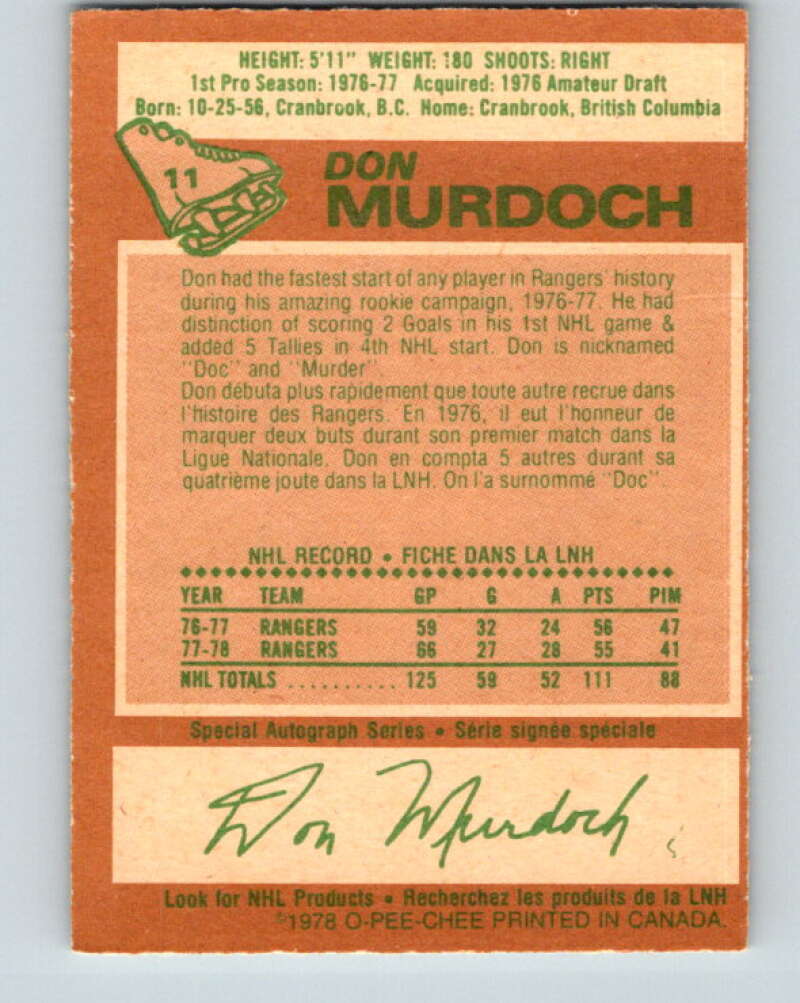 HEIGHT: 5'11" WEIGHT: 180 SHOOTS: RIGHT
1st Pro Season: 1976-77 Acquired: 1976 Amateur Draft
Born: 10-25-56, Cranbrook, B.C. Home: Cranbrook, British Columbia
11
DON
MURDOCH
Don had the fastest start of any player in Rangers' history
during his amazing rookie campaign, 1976-77. He had
distinction of scoring 2 Goals in his 1st NHL game &
added 5 Tallies in 4th NHL start. Don is nicknamed
"Doc" and "Murder".
Don débuta plus rapidement que toute autre recrue dans
l'histoire des Rangers. En 1976, il eut l'honneur de
marquer deux buts durant son premier match dans la
Ligue Nationale. Don en compta 5 autres durant sa
quatrième joute dans la LNH. On l'a surnommé "Doc".
NHL RECORD • FICHE DANS LA LNH
YEAR TEAM GP G A PTS PIM
76-77 RANGERS 59 32 24 56 47
77-78 RANGERS 66 27 28 55 41
NHL TOTALS .......... 125 59 52 111 88
Special Autograph Series • Série signée spéciale
Don Murdoch
Look for NHL Products • Recherchez les produits de la LNH
©1978 O-PEE-CHEE PRINTED IN CANADA.